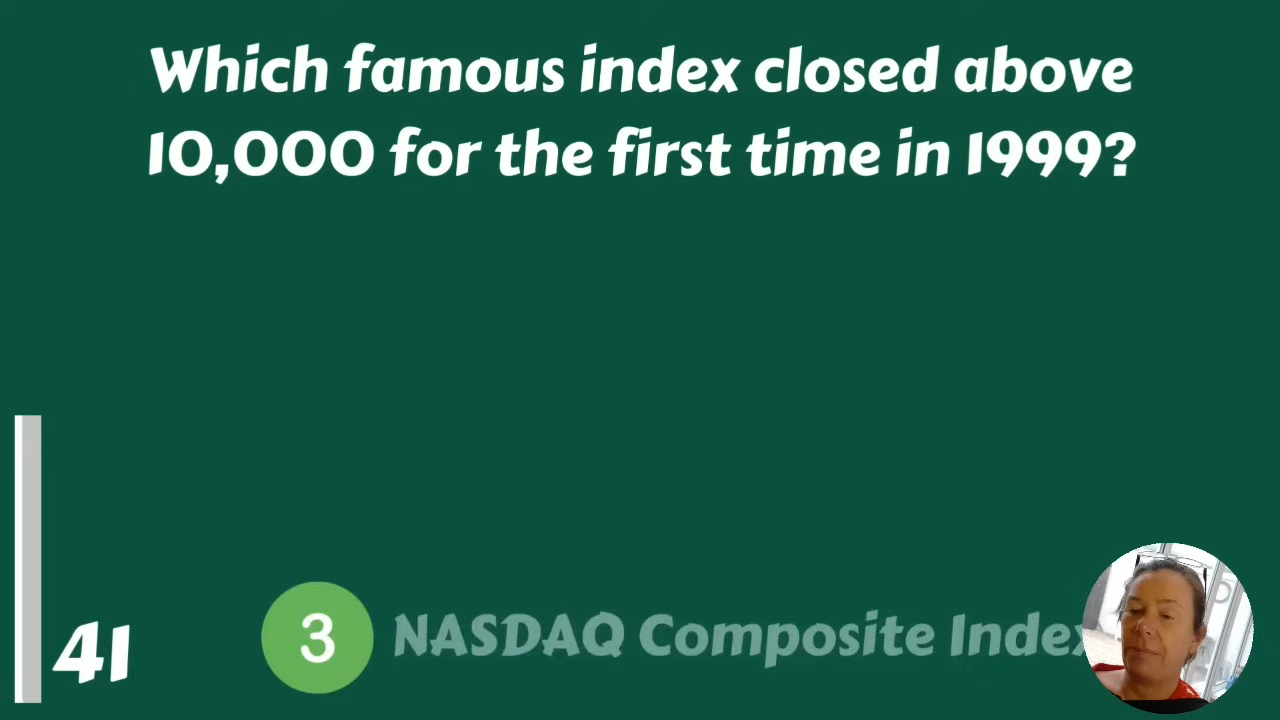 Which famous index closed above
10,000 for the first time in 1999?
3 NASDAQ Composite Index
41